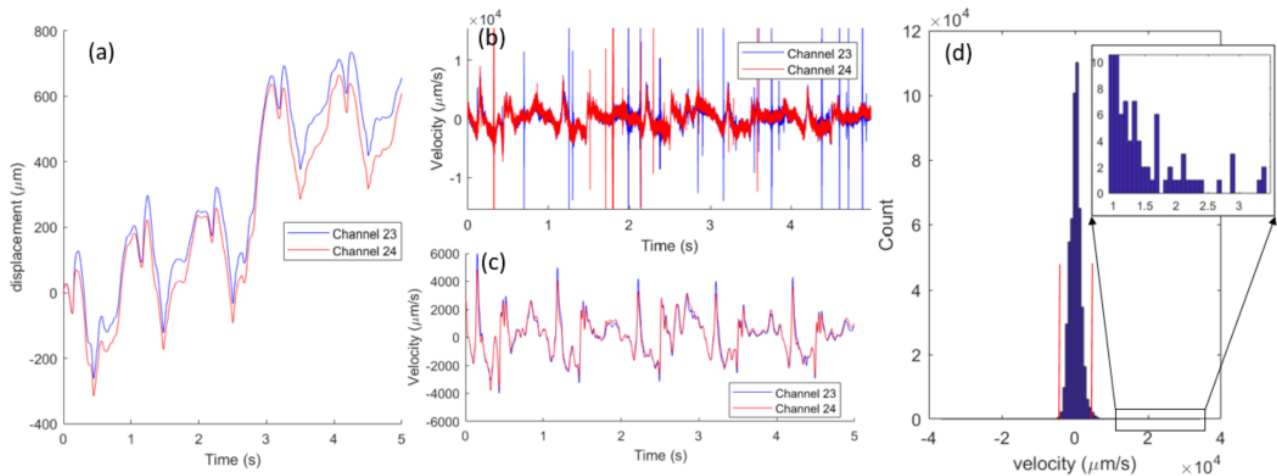 (a)
800
600
400
200
0
-200
-400
displacement (μm)
0 1 2 3 4 5
Time (s)
Channel 23
Channel 24
(b)
×10⁴
1
0
-1
Velocity (μm/s)
0 1 2 3 4
Time (s)
Channel 23
Channel 24
(c)
6000
4000
2000
0
-2000
-4000
6000
Velocity (μm/s)
0 1 2 3 4 5
Time (s)
Channel 23
Channel 24
(d)
×10⁴
12
10
8
6
4
2
0
Count
-4 -2 0 2 4
velocity (μm/s)
×10⁴
10
8
6
4
2
0
1 1.5 2 2.5 3